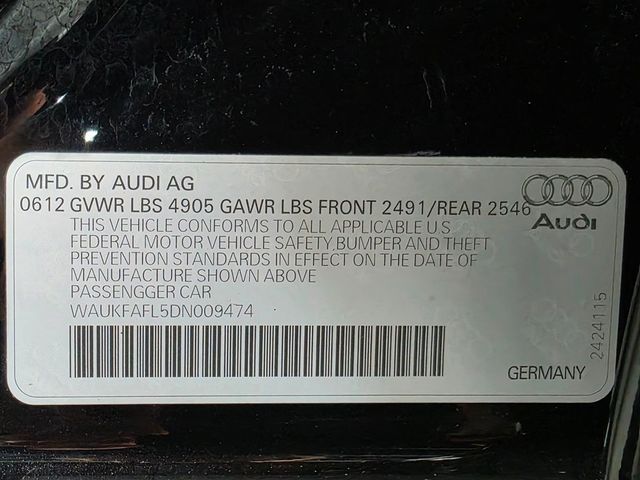 MFD. BY AUDI AG
0612 GVWR LBS 4905 GAWR LBS FRONT 2491/REAR 2546
THIS VEHICLE CONFORMS TO ALL APPLICABLE U.S
FEDERAL MOTOR VEHICLE SAFETY,BUMPER AND THEFT
PREVENTION STANDARDS IN EFFECT ON THE DATE OF
MANUFACTURE SHOWN ABOVE
PASSENGGER CAR
WAUKFAFL5DN009474
Audi
2424115
GERMANY